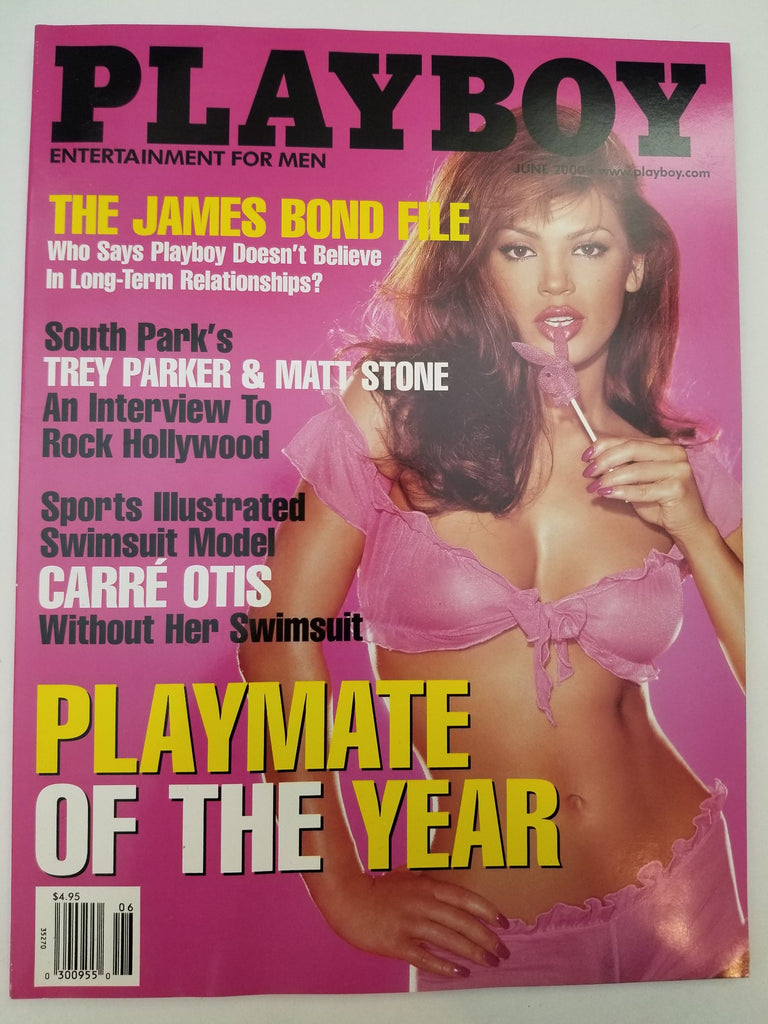 PLAYBOY
ENTERTAINMENT FOR MEN
JUNE 2000 • www.playboy.com
THE JAMES BOND FILE
Who Says Playboy Doesn't Believe
In Long-Term Relationships?
South Park's
TREY PARKER & MATT STONE
An Interview To
Rock Hollywood
Sports Illustrated
Swimsuit Model
CARRÉ OTIS
Without Her Swimsuit
PLAYMATE
OF THE YEAR
$4.95
06
35270
0 300955 0